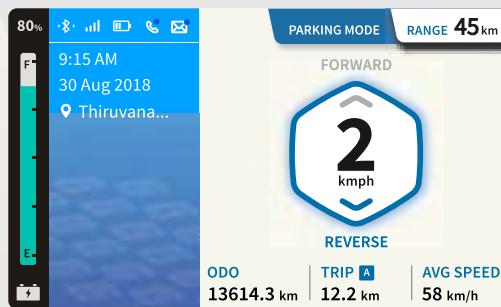 80%
F
E
9:15 AM
30 Aug 2018
Thiruvana...
PARKING MODE
RANGE 45 km
FORWARD
2
kmph
REVERSE
ODO
13614.3 km
TRIP A
12.2 km
AVG SPEED
58 km/h